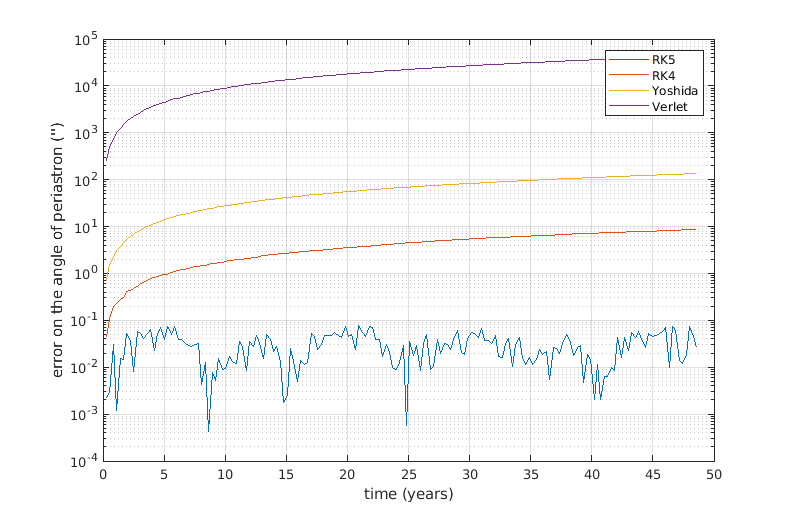 10^5
10^4
10^3
10^2
10^1
10^0
10^-1
10^-2
10^-3
10^-4
error on the angle of periastron (")
RK5
RK4
Yoshida
Verlet
0 5 10 15 20 25 30 35 40 45 50
time (years)